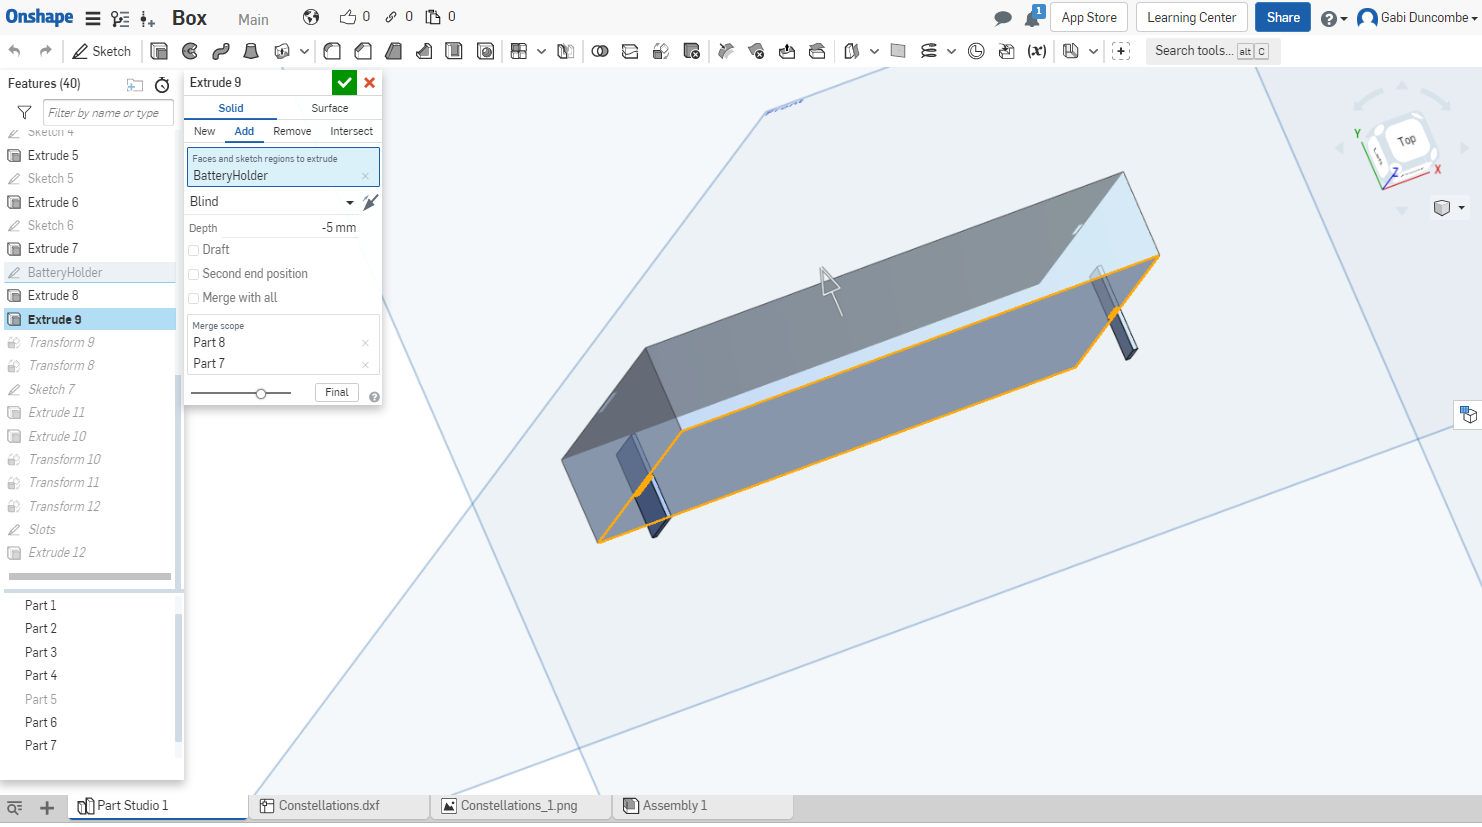 Onshape
Box
Main
0
0
0
1
App Store
Learning Center
Share
Gabi Duncombe
Sketch
Search tools...
alt
C
Features (40)
Filter by name or type
Sketch 4
Extrude 5
Sketch 5
Extrude 6
Sketch 6
Extrude 7
BatteryHolder
Extrude 8
Extrude 9
Transform 9
Transform 8
Sketch 7
Extrude 11
Extrude 10
Transform 10
Transform 11
Transform 12
Slots
Extrude 12
Part 1
Part 2
Part 3
Part 4
Part 5
Part 6
Part 7
Extrude 9
Solid
Surface
New
Add
Remove
Intersect
Faces and sketch regions to extrude
BatteryHolder
Blind
Depth
-5 mm
Draft
Second end position
Merge with all
Merge scope
Part 8
Part 7
Final
Top
Y
Z
X
Part Studio 1
Constellations.dxf
Constellations_1.png
Assembly 1